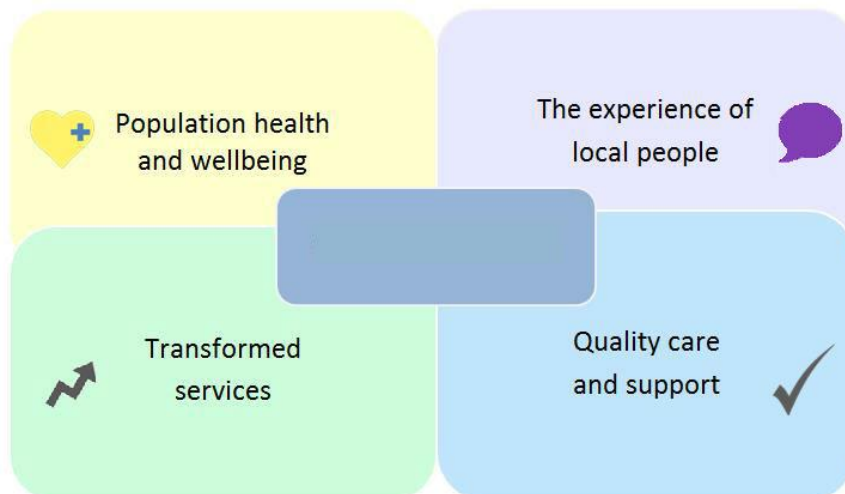 Population health
and wellbeing
The experience of
local people
Transformed
services
Quality care
and support